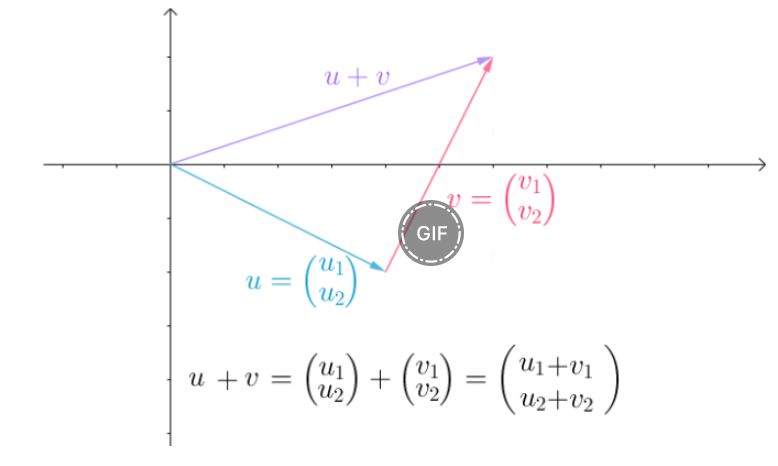 u + v
v = (v₁ v₂)
GIF
u = (u₁ u₂)
u + v = (u₁ u₂) + (v₁ v₂) = (u₁+v₁ u₂+v₂)